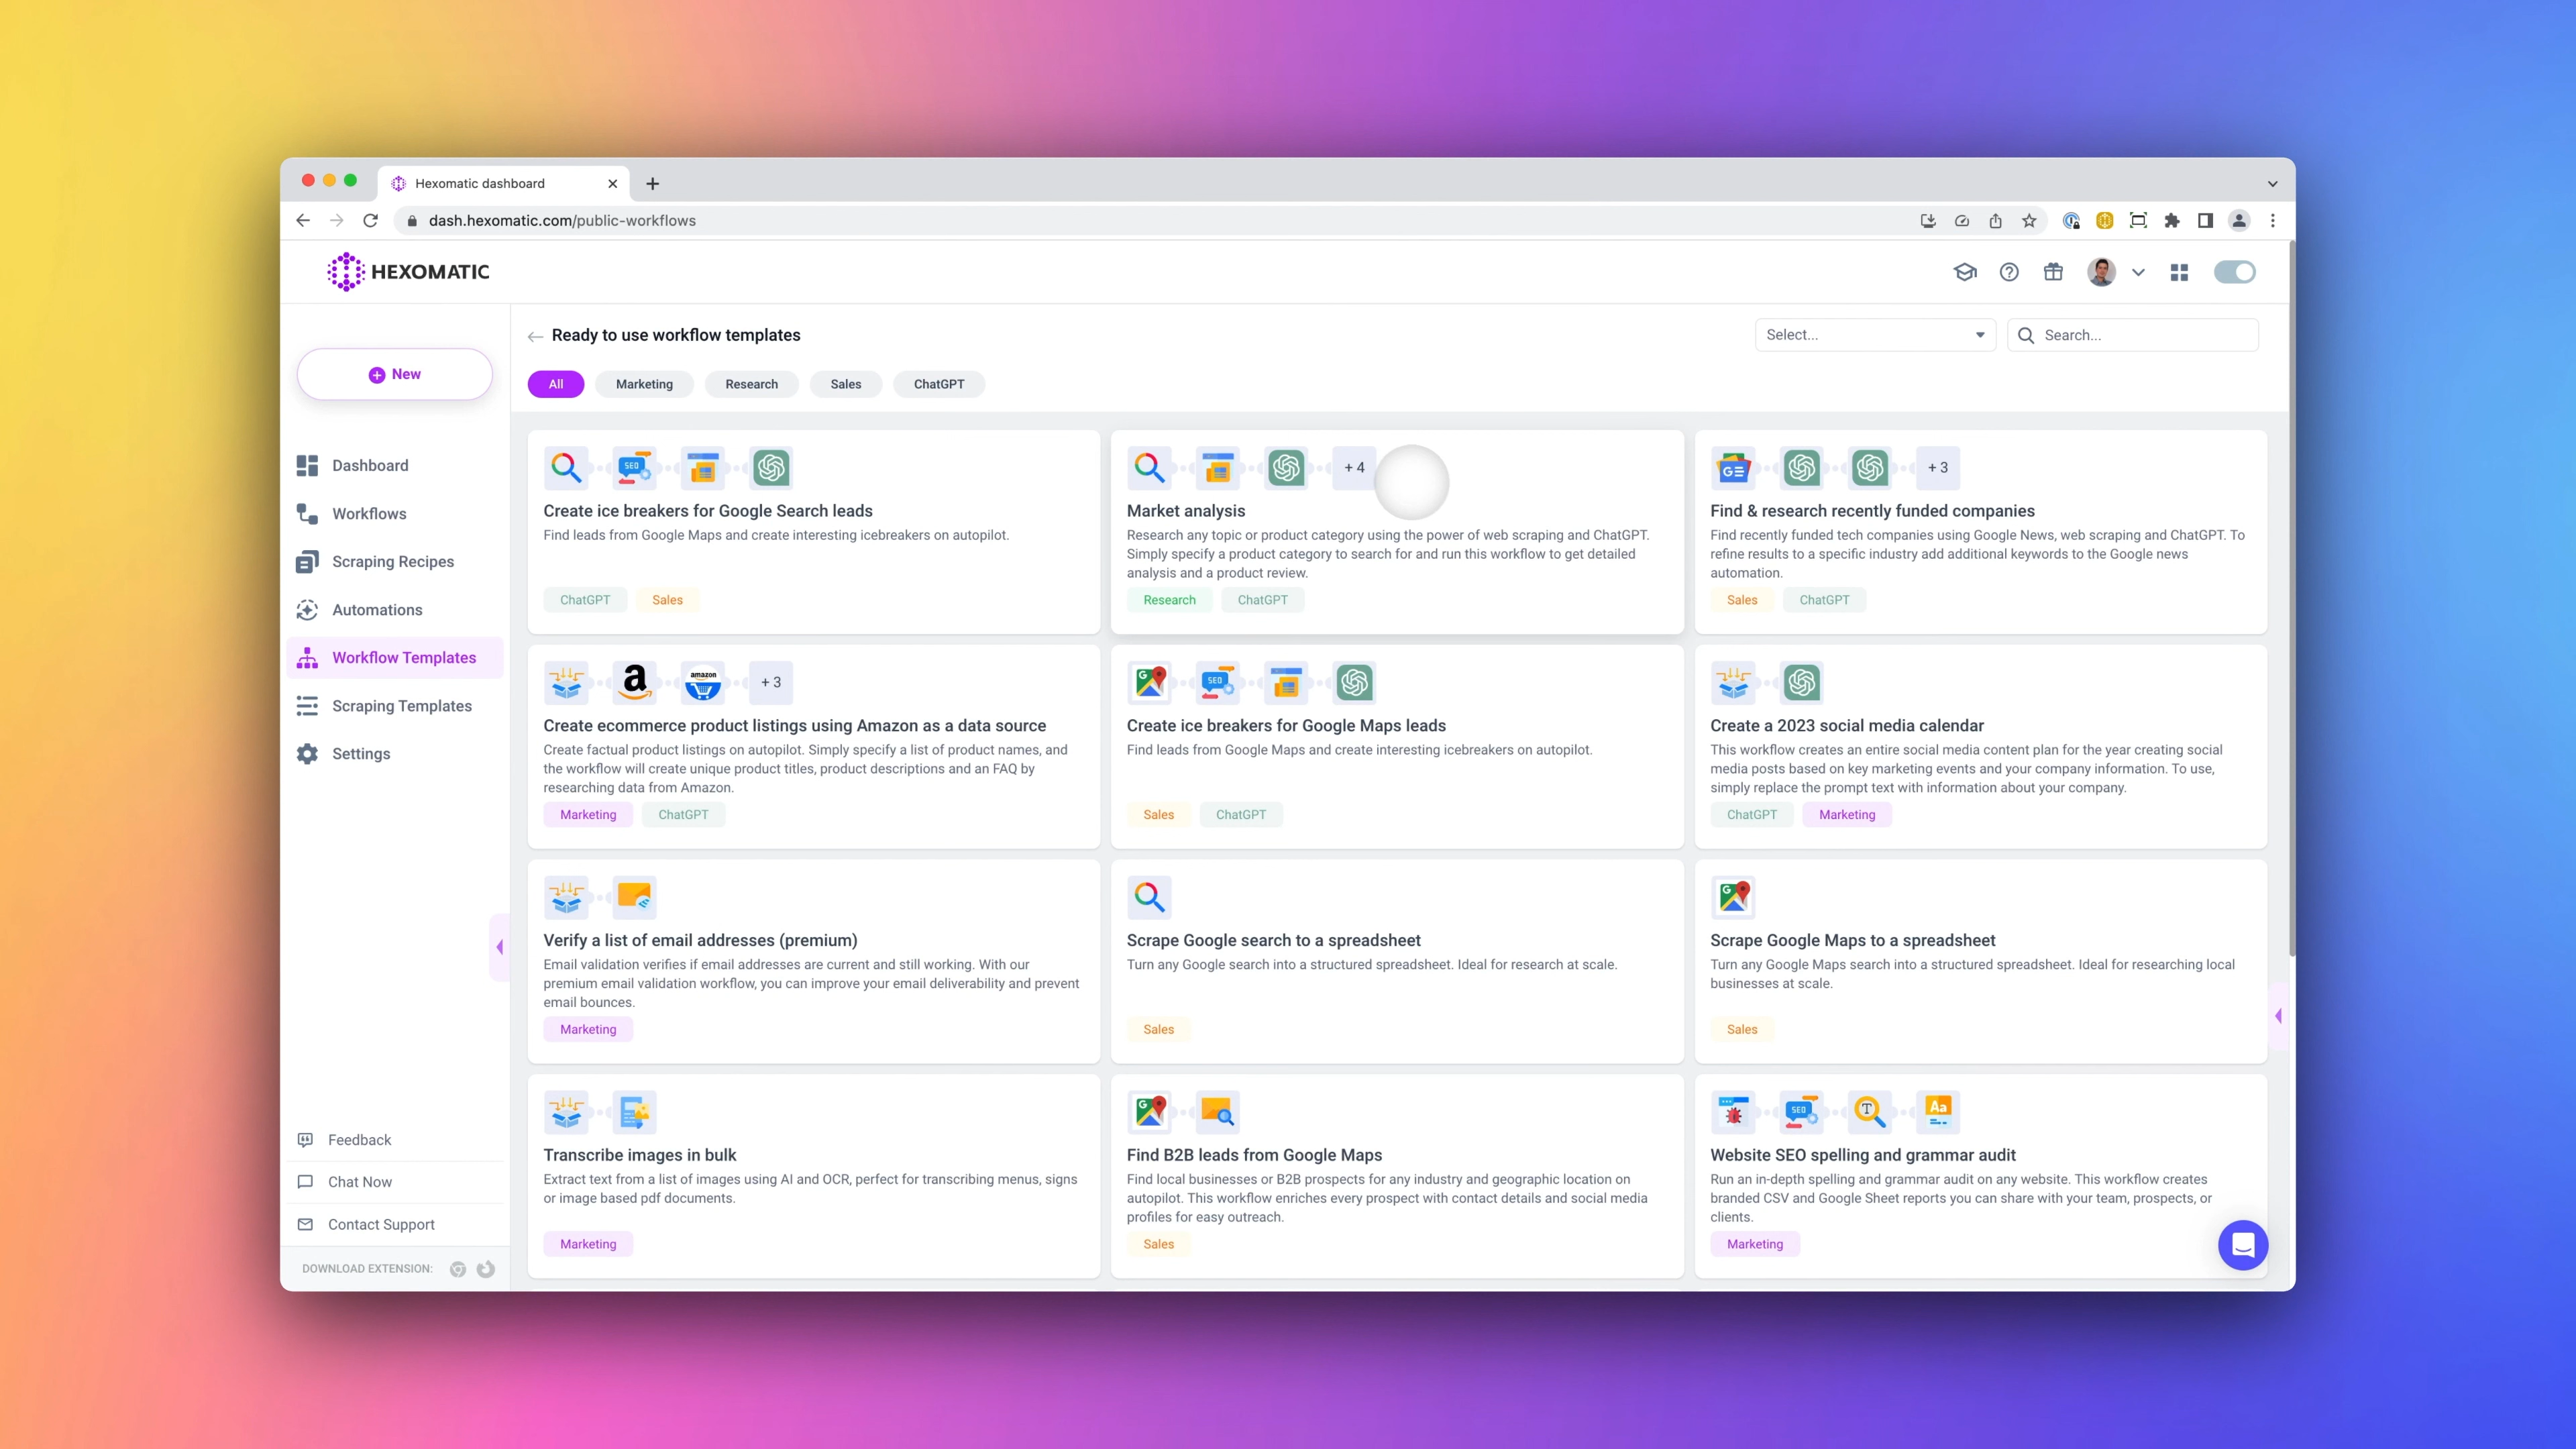 Hexomatic dashboard
dash.hexomatic.com/public-workflows
HEXOMATIC
New
Dashboard
Workflows
Scraping Recipes
Automations
Workflow Templates
Scraping Templates
Settings
Feedback
Chat Now
Contact Support
DOWNLOAD EXTENSION:
Ready to use workflow templates
Select...
Search...
All
Marketing
Research
Sales
ChatGPT
SEO
Create ice breakers for Google Search leads
Find leads from Google Maps and create interesting icebreakers on autopilot.
ChatGPT
Sales
+ 4
Market analysis
Research any topic or product category using the power of web scraping and ChatGPT.
Simply specify a product category to search for and run this workflow to get detailed
analysis and a product review.
Research
ChatGPT
GE
+ 3
Find & research recently funded companies
Find recently funded tech companies using Google News, web scraping and ChatGPT. To
refine results to a specific industry add additional keywords to the Google news
automation.
Sales
ChatGPT
a
amazon
+ 3
Create ecommerce product listings using Amazon as a data source
Create factual product listings on autopilot. Simply specify a list of product names, and
the workflow will create unique product titles, product descriptions and an FAQ by
researching data from Amazon.
Marketing
ChatGPT
G
SEO
Create ice breakers for Google Maps leads
Find leads from Google Maps and create interesting icebreakers on autopilot.
Sales
ChatGPT
Create a 2023 social media calendar
This workflow creates an entire social media content plan for the year creating social
media posts based on key marketing events and your company information. To use,
simply replace the prompt text with information about your company.
ChatGPT
Marketing
Verify a list of email addresses (premium)
Email validation verifies if email addresses are current and still working. With our
premium email validation workflow, you can improve your email deliverability and prevent
email bounces.
Marketing
Scrape Google search to a spreadsheet
Turn any Google search into a structured spreadsheet. Ideal for research at scale.
Sales
G
Scrape Google Maps to a spreadsheet
Turn any Google Maps search into a structured spreadsheet. Ideal for researching local
businesses at scale.
Sales
Transcribe images in bulk
Extract text from a list of images using AI and OCR, perfect for transcribing menus, signs
or image based pdf documents.
Marketing
G
Find B2B leads from Google Maps
Find local businesses or B2B prospects for any industry and geographic location on
autopilot. This workflow enriches every prospect with contact details and social media
profiles for easy outreach.
Sales
SEO
T
Aa
Website SEO spelling and grammar audit
Run an in-depth spelling and grammar audit on any website. This workflow creates
branded CSV and Google Sheet reports you can share with your team, prospects, or
clients.
Marketing